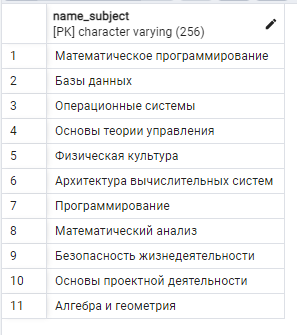 name_subject
[PK] character varying (256)
1 Математическое программирование
2 Базы данных
3 Операционные системы
4 Основы теории управления
5 Физическая культура
6 Архитектура вычислительных систем
7 Программирование
8 Математический анализ
9 Безопасность жизнедеятельности
10 Основы проектной деятельности
11 Алгебра и геометрия